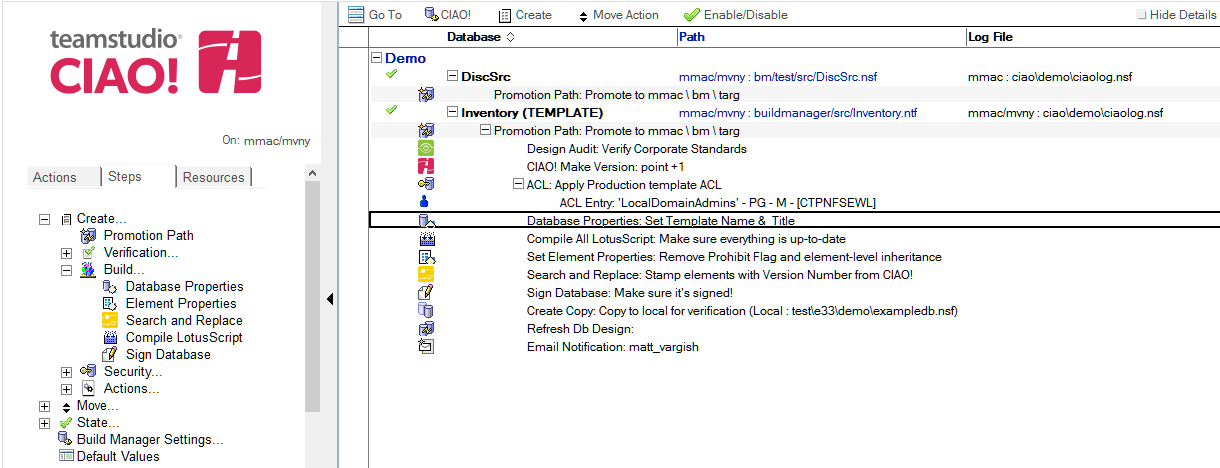 teamstudio®
CIAO!
On: mmac/mvny
Actions Steps Resources
Create...
Promotion Path
Verification...
Build...
Database Properties
Element Properties
Search and Replace
Compile LotusScript
Sign Database
Security...
Actions...
Move...
State...
Build Manager Settings...
Default Values
Go To CIAO! Create Move Action Enable/Disable Hide Details
Database Path Log File
Demo
DiscSrc mmac/mvny : bm/test/src/DiscSrc.nsf mmac : ciao\demo\ciaolog.nsf
Promotion Path: Promote to mmac \ bm \ targ
Inventory (TEMPLATE) mmac/mvny : buildmanager/src/Inventory.ntf mmac/mvny : ciao\demo\ciaolog.nsf
Promotion Path: Promote to mmac \ bm \ targ
Design Audit: Verify Corporate Standards
CIAO! Make Version: point +1
ACL: Apply Production template ACL
ACL Entry: 'LocalDomainAdmins' - PG - M - [CTPNFSEWL]
Database Properties: Set Template Name & Title
Compile All LotusScript: Make sure everything is up-to-date
Set Element Properties: Remove Prohibit Flag and element-level inheritance
Search and Replace: Stamp elements with Version Number from CIAO!
Sign Database: Make sure it's signed!
Create Copy: Copy to local for verification (Local : test\e33\demo\exampledb.nsf)
Refresh Db Design:
Email Notification: matt_vargish